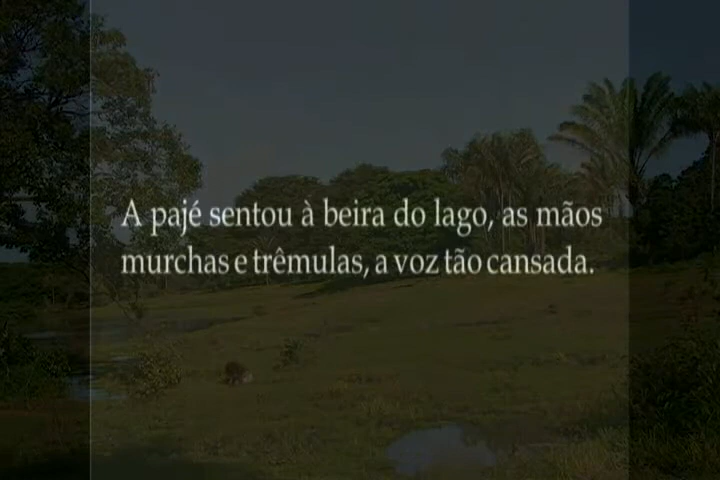 A pajé sentou à beira do lago, as mãos
murchas e trêmulas, a voz tão cansada.